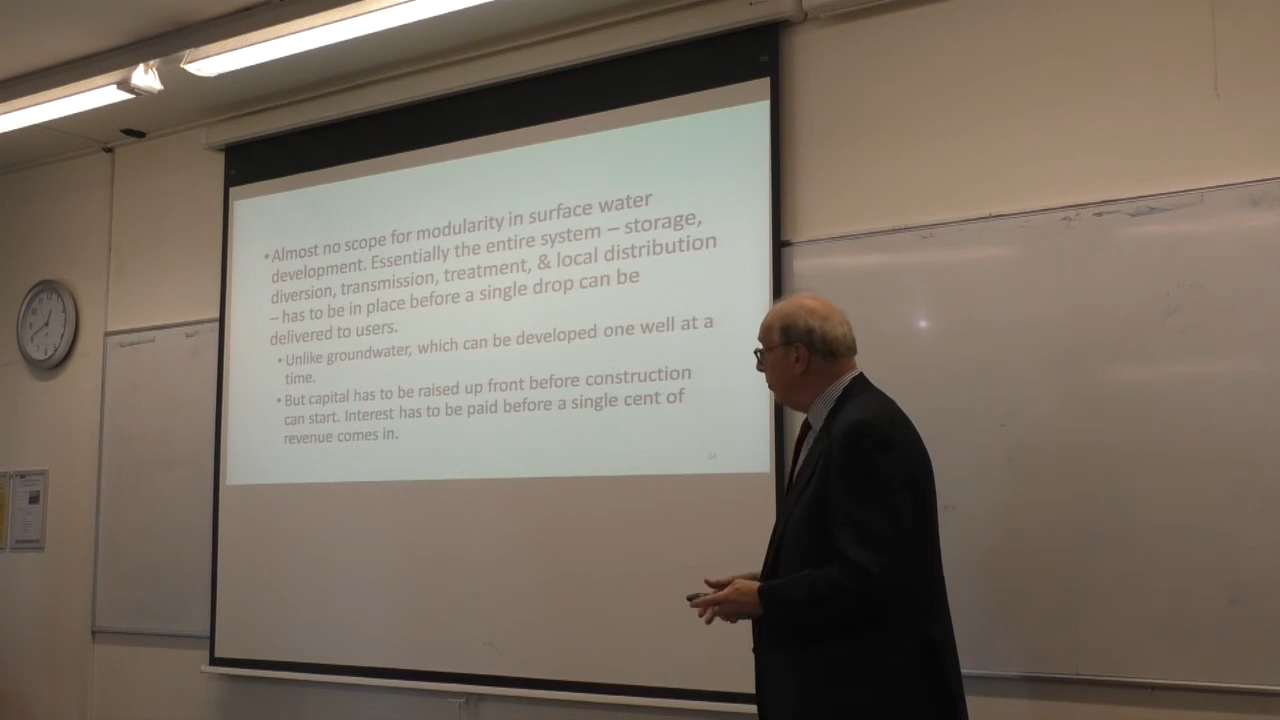 • Almost no scope for modularity in surface water
development. Essentially the entire system – storage,
diversion, transmission, treatment, & local distribution
– has to be in place before a single drop can be
delivered to users.
• Unlike groundwater, which can be developed one well at a
time.
• But capital has to be raised up front before construction
can start. Interest has to be paid before a single cent of
revenue comes in.